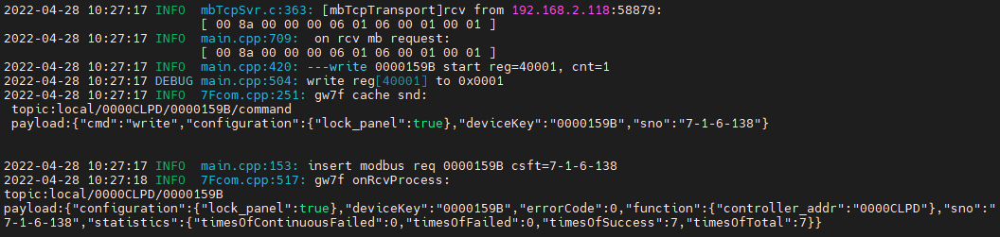 2022-04-28 10:27:17 INFO  mbTcpSvr.c:363: [mbTcpTransport]rcv from 192.168.2.118:58879:
[ 00 8a 00 00 00 06 01 06 00 01 00 01 ]
2022-04-28 10:27:17 INFO  main.cpp:709:  on rcv mb request:
[ 00 8a 00 00 00 06 01 06 00 01 00 01 ]
2022-04-28 10:27:17 INFO  main.cpp:420: ---write 0000159B start reg=40001, cnt=1
2022-04-28 10:27:17 DEBUG main.cpp:504: write reg[40001] to 0x0001
2022-04-28 10:27:17 INFO  7Fcom.cpp:251: gw7f cache snd:
topic:local/0000CLPD/0000159B/command
payload:{"cmd":"write","configuration":{"lock_panel":true},"deviceKey":"0000159B","sno":"7-1-6-138"}
2022-04-28 10:27:17 INFO  main.cpp:153: insert modbus req 0000159B csft=7-1-6-138
2022-04-28 10:27:18 INFO  7Fcom.cpp:517: gw7f onRcvProcess:
topic:local/0000CLPD/0000159B
payload:{"configuration":{"lock_panel":true},"deviceKey":"0000159B","errorCode":0,"function":{"controller_addr":"0000CLPD"},"sno":"
7-1-6-138","statistics":{"timesOfContinuousFailed":0,"timesOfFailed":0,"timesOfSuccess":7,"timesOfTotal":7}}